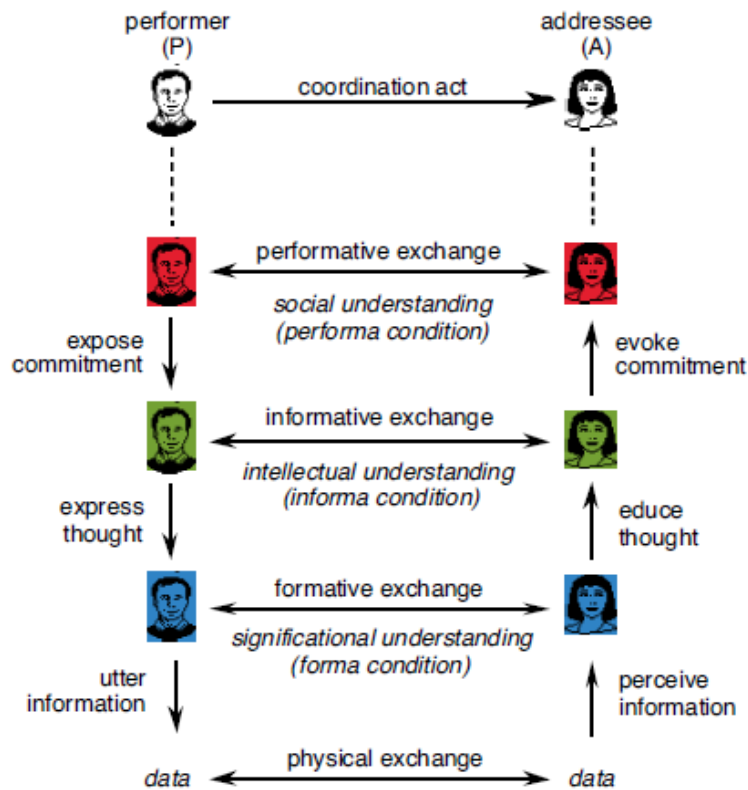 performer
(P)
addressee
(A)
coordination act
performative exchange
social understanding
(performa condition)
expose
commitment
evoke
commitment
informative exchange
intellectual understanding
(informa condition)
express
thought
educe
thought
formative exchange
significational understanding
(forma condition)
utter
information
perceive
information
data
physical exchange
data